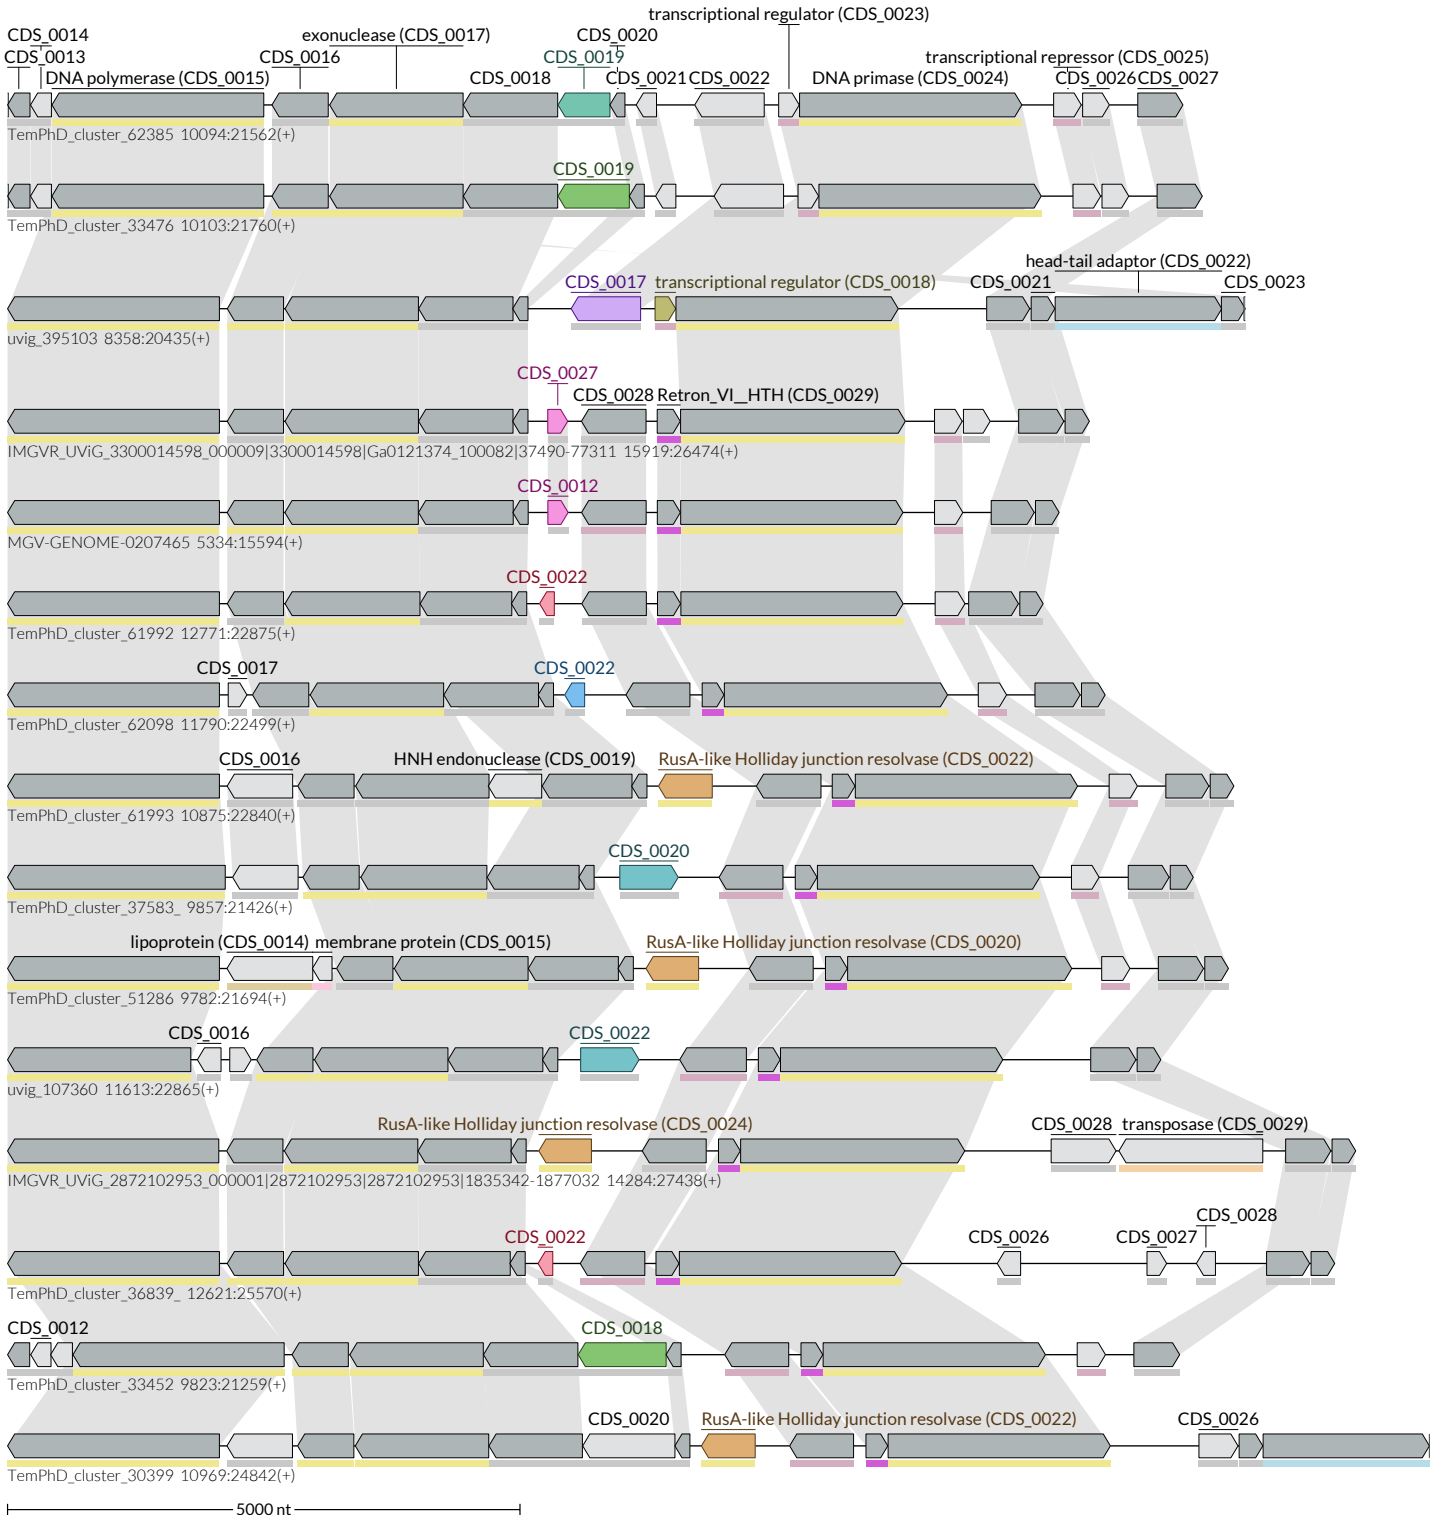 transcriptional regulator (CDS_0023)
CDS_0014 exonuclease (CDS_0017) CDS_0020
CDS_0013 CDS_0016 CDS_0019 transcriptional repressor (CDS_0025)
DNA polymerase (CDS_0015) CDS_0018 CDS_0021 CDS_0022 DNA primase (CDS_0024) CDS_0026 CDS_0027
TemPhD_cluster_62385 10094:21562(+)
CDS_0019
TemPhD_cluster_33476 10103:21760(+)
head-tail adaptor (CDS_0022)
CDS_0017 transcriptional regulator (CDS_0018) CDS_0021 CDS_0023
uvig_395103 8358:20435(+)
CDS_0027
CDS_0028 Retron_VI__HTH (CDS_0029)
IMGVR_UViG_3300014598_000009|3300014598|Ga0121374_100082|37490-77311 15919:26474(+)
CDS_0012
MGV-GENOME-0207465 5334:15594(+)
CDS_0022
TemPhD_cluster_61992 12771:22875(+)
CDS_0017 CDS_0022
TemPhD_cluster_62098 11790:22499(+)
CDS_0016 HNH endonuclease (CDS_0019) RusA-like Holliday junction resolvase (CDS_0022)
TemPhD_cluster_61993 10875:22840(+)
CDS_0020
TemPhD_cluster_37583_ 9857:21426(+)
lipoprotein (CDS_0014) membrane protein (CDS_0015) RusA-like Holliday junction resolvase (CDS_0020)
TemPhD_cluster_51286 9782:21694(+)
CDS_0016 CDS_0022
uvig_107360 11613:22865(+)
RusA-like Holliday junction resolvase (CDS_0024) CDS_0028 transposase (CDS_0029)
IMGVR_UViG_2872102953_000001|2872102953|2872102953|1835342-1877032 14284:27438(+)
CDS_0028
CDS_0022 CDS_0026 CDS_0027
TemPhD_cluster_36839_ 12621:25570(+)
CDS_0012 CDS_0018
TemPhD_cluster_33452 9823:21259(+)
CDS_0020 RusA-like Holliday junction resolvase (CDS_0022) CDS_0026
TemPhD_cluster_30399 10969:24842(+)
5000 nt